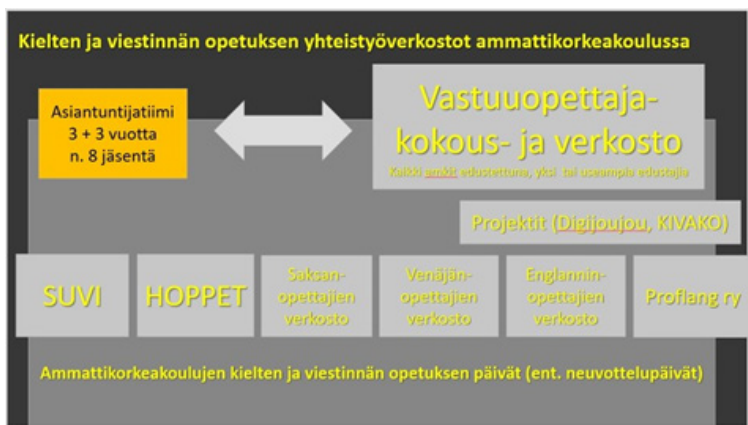 Kielten ja viestinnän opetuksen yhteistyöverkostot ammattikorkeakoulussa
Asiantuntijatiimi
3 + 3 vuotta
n. 8 jäsentä
Vastuuopettaja-
kokous- ja verkosto
Kaikki amkit edustettuna, yksi tai useampia edustajia
Projektit (Digijoujou, KIVAKO)
SUVI
HOPPET
Saksan-
opettajien
verkosto
Venäjän-
opettajien
verkosto
Englannin-
opettajien
verkosto
Proflang ry
Ammattikorkeakoulujen kielten ja viestinnän opetuksen päivät (ent. neuvottelupäivät)